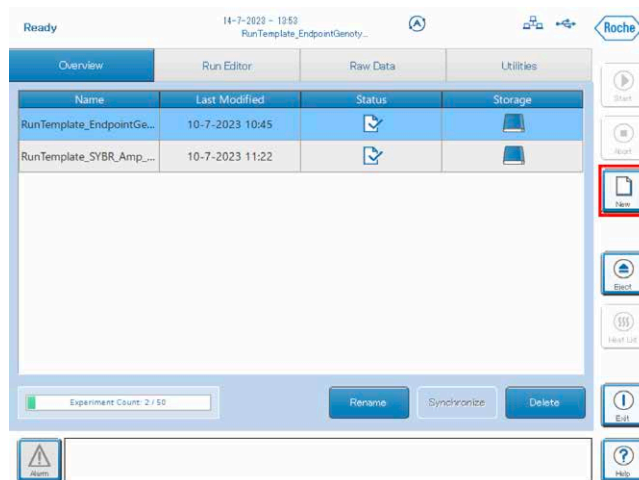 Ready
14-7-2023 - 13:53
RunTemplate_EndpointGenoty...
Roche
Overview
Run Editor
Raw Data
Utilities
Name
Last Modified
Status
Storage
RunTemplate_EndpointGe...
10-7-2023 10:45
RunTemplate_SYBR_Amp_...
10-7-2023 11:22
Start
Abort
New
Eject
Heat Lid
Experiment Count: 2 / 50
Rename
Synchronize
Delete
Exit
Alarm
Help